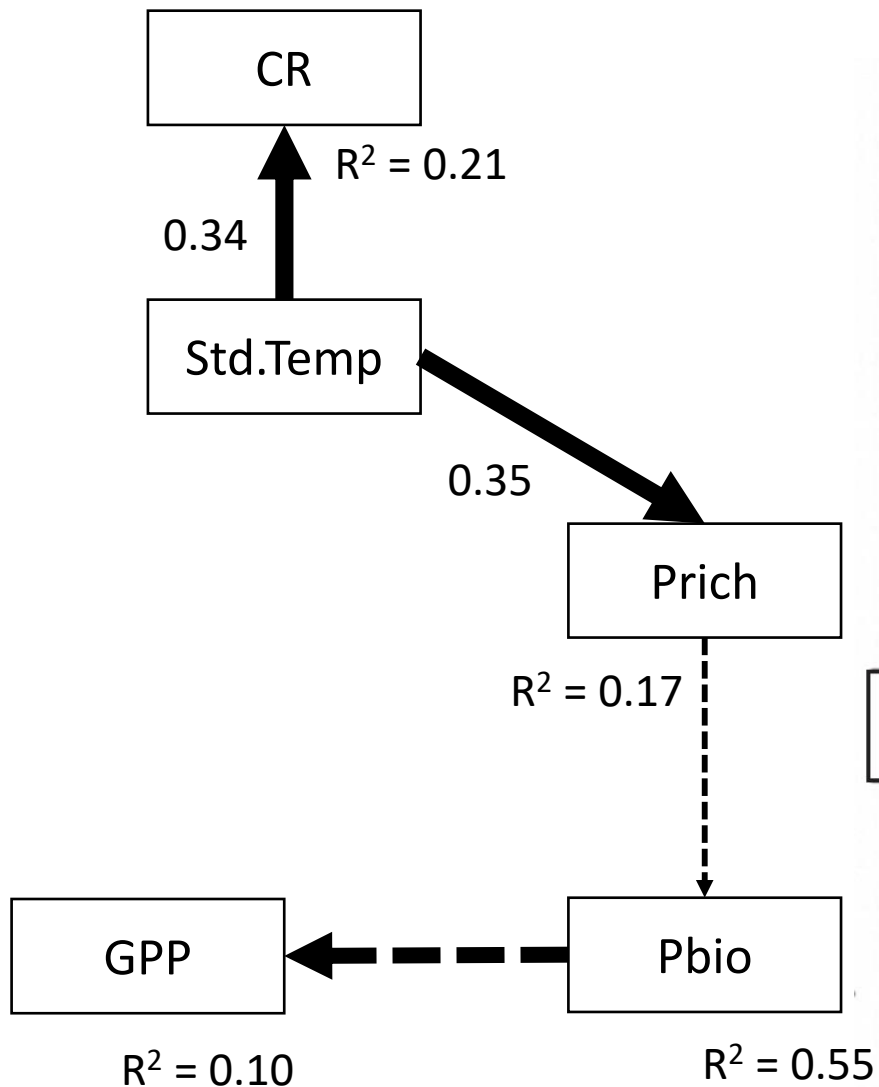 CR
R² = 0.21
0.34
Std.Temp
0.35
Prich
R² = 0.17
GPP
Pbio
R² = 0.10
R² = 0.55